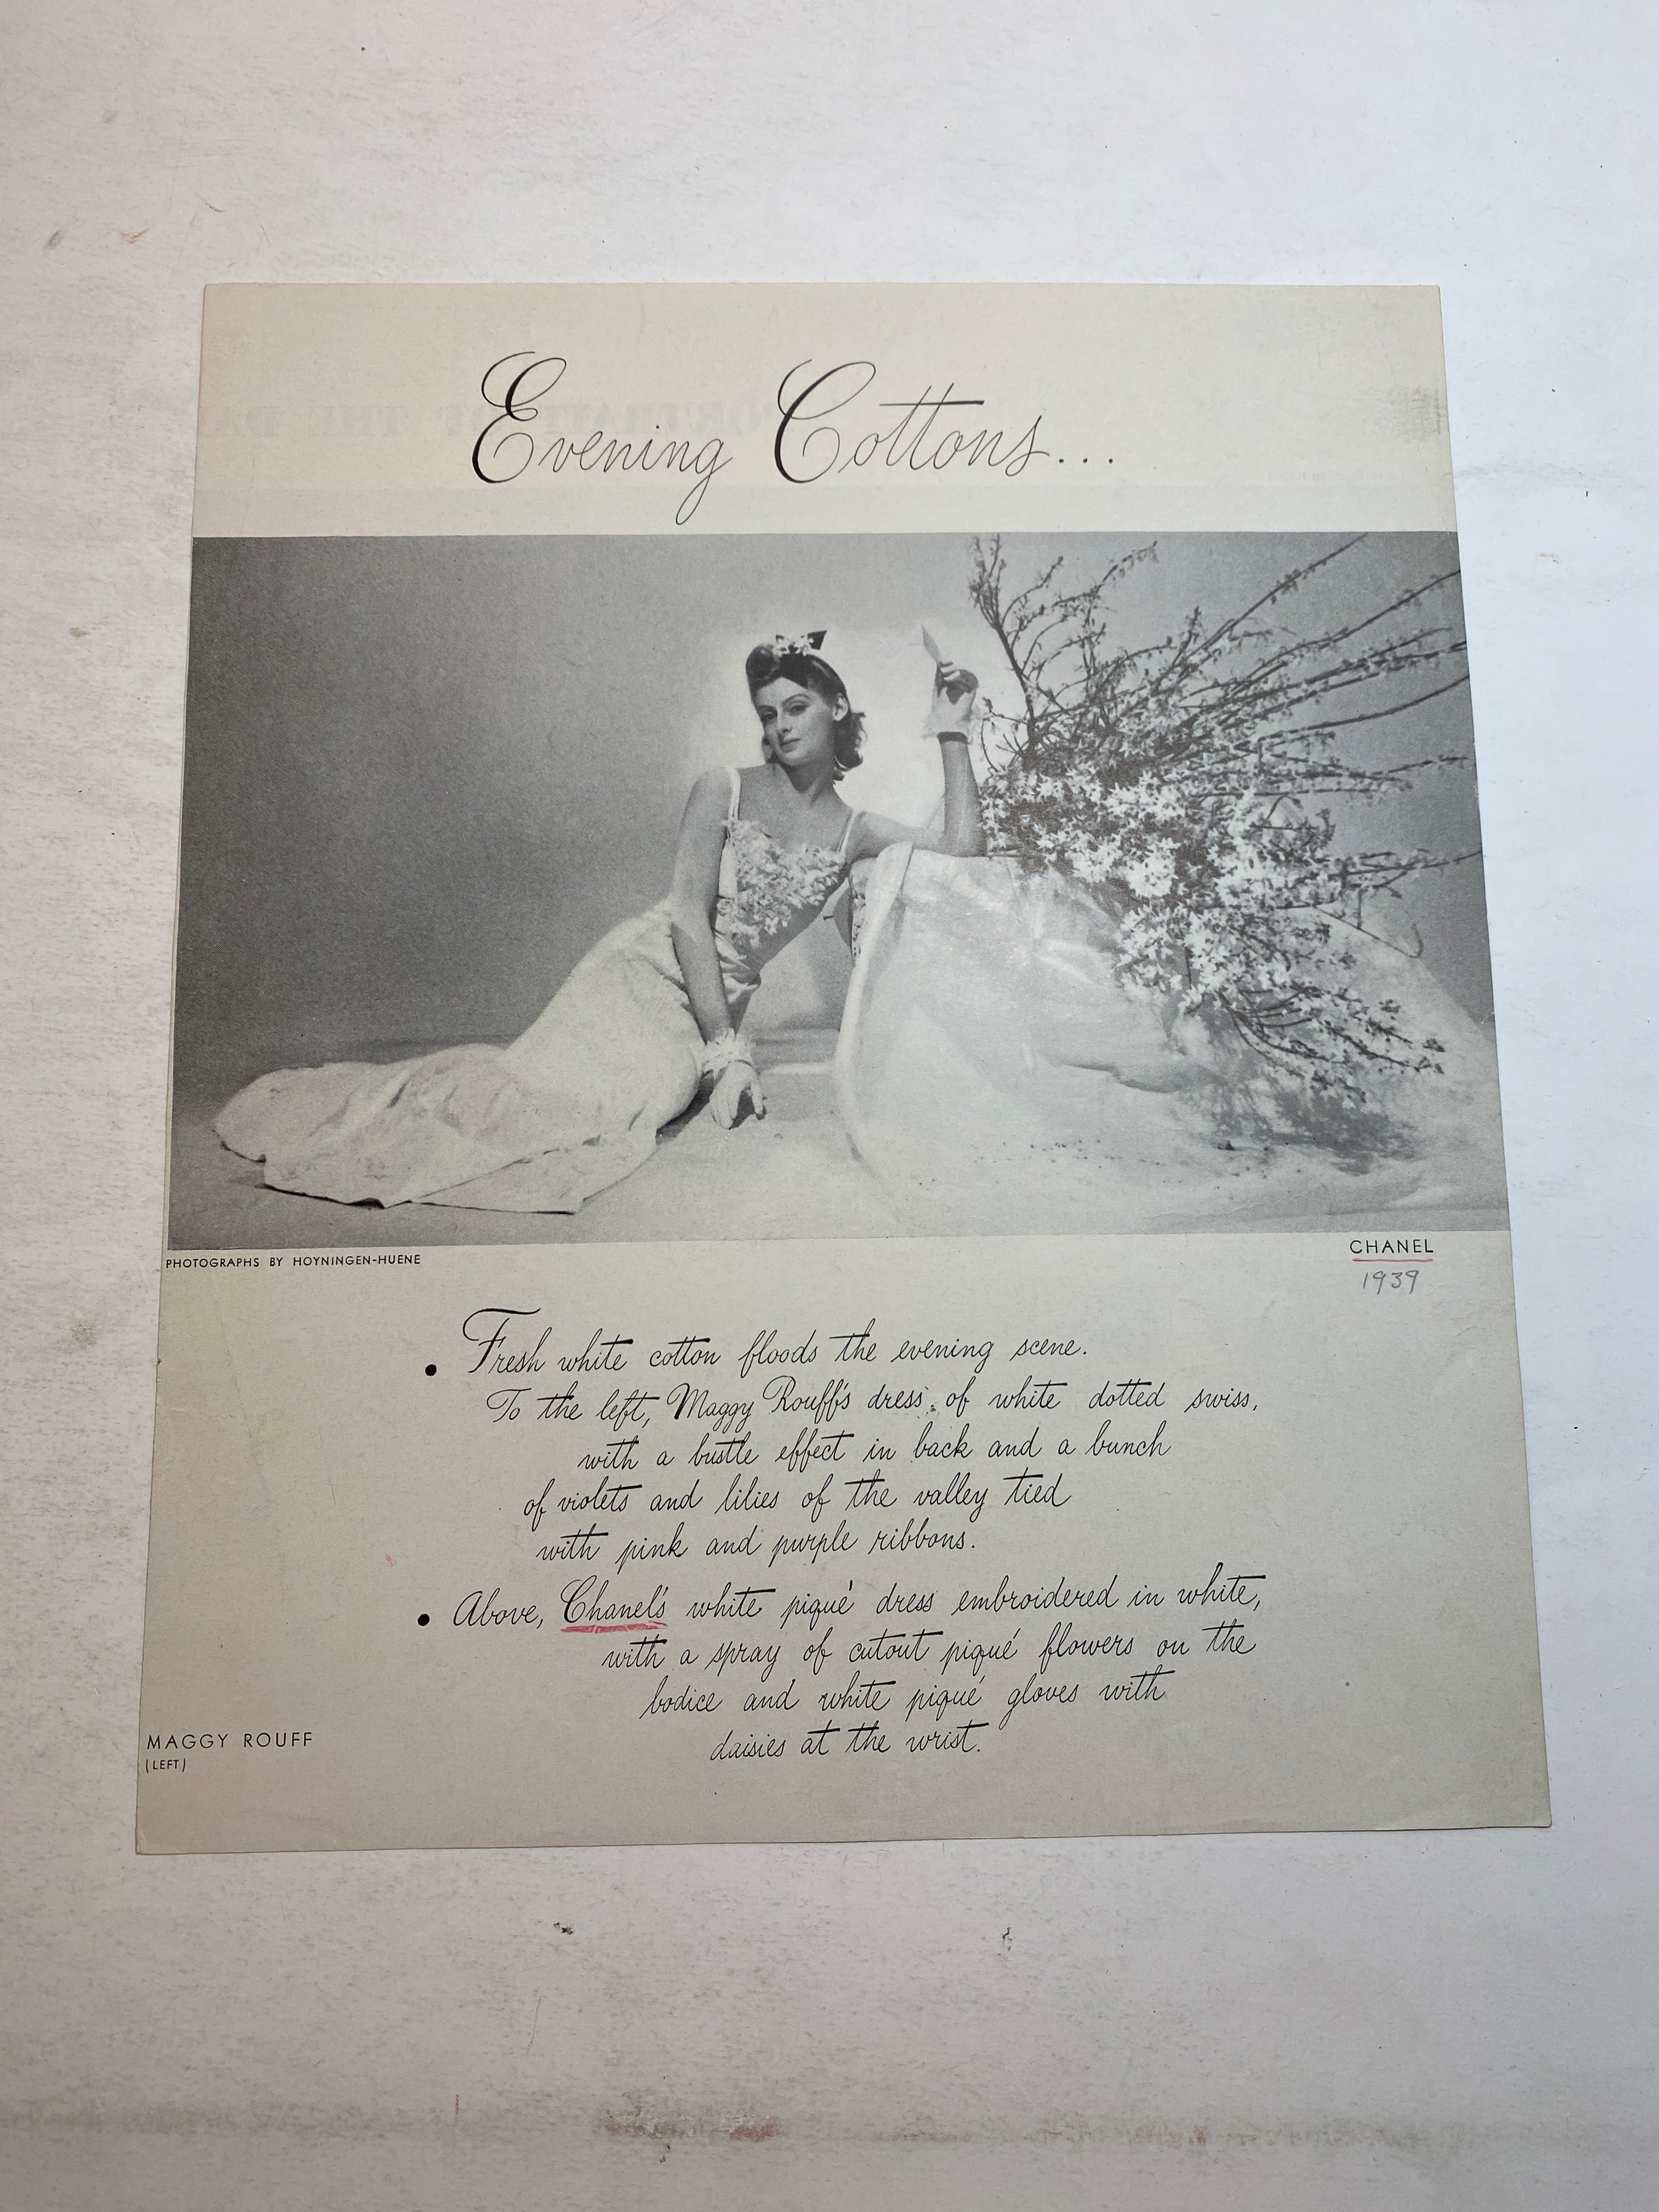 Evening Cottons...
PHOTOGRAPHS BY HOYNINGEN-HUENE
CHANEL
1939
• Fresh white cotton floods the evening scene.
To the left, Maggy Rouff's dress, of white dotted swiss,
with a bustle effect in back and a bunch
of violets and lilies of the valley tied
with pink and purple ribbons.
• Above, Chanel's white piqué dress embroidered in white,
with a spray of cutout piqué flowers on the
bodice and white piqué gloves with
daisies at the wrist.
MAGGY ROUFF
(LEFT)